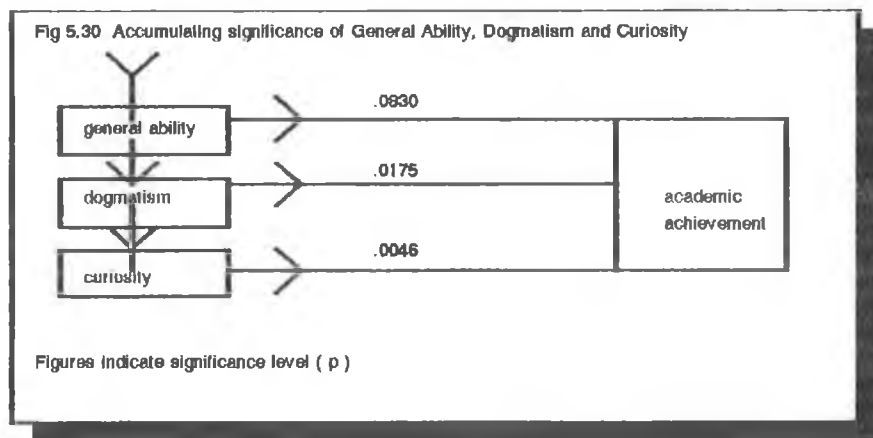 Fig 5.30 Accumulating significance of General Ability, Dogmatism and Curiosity
.0830
general ability
.0175
dogmatism
academic
achievement
.0046
curiosity
Figures indicate significance level ( p )